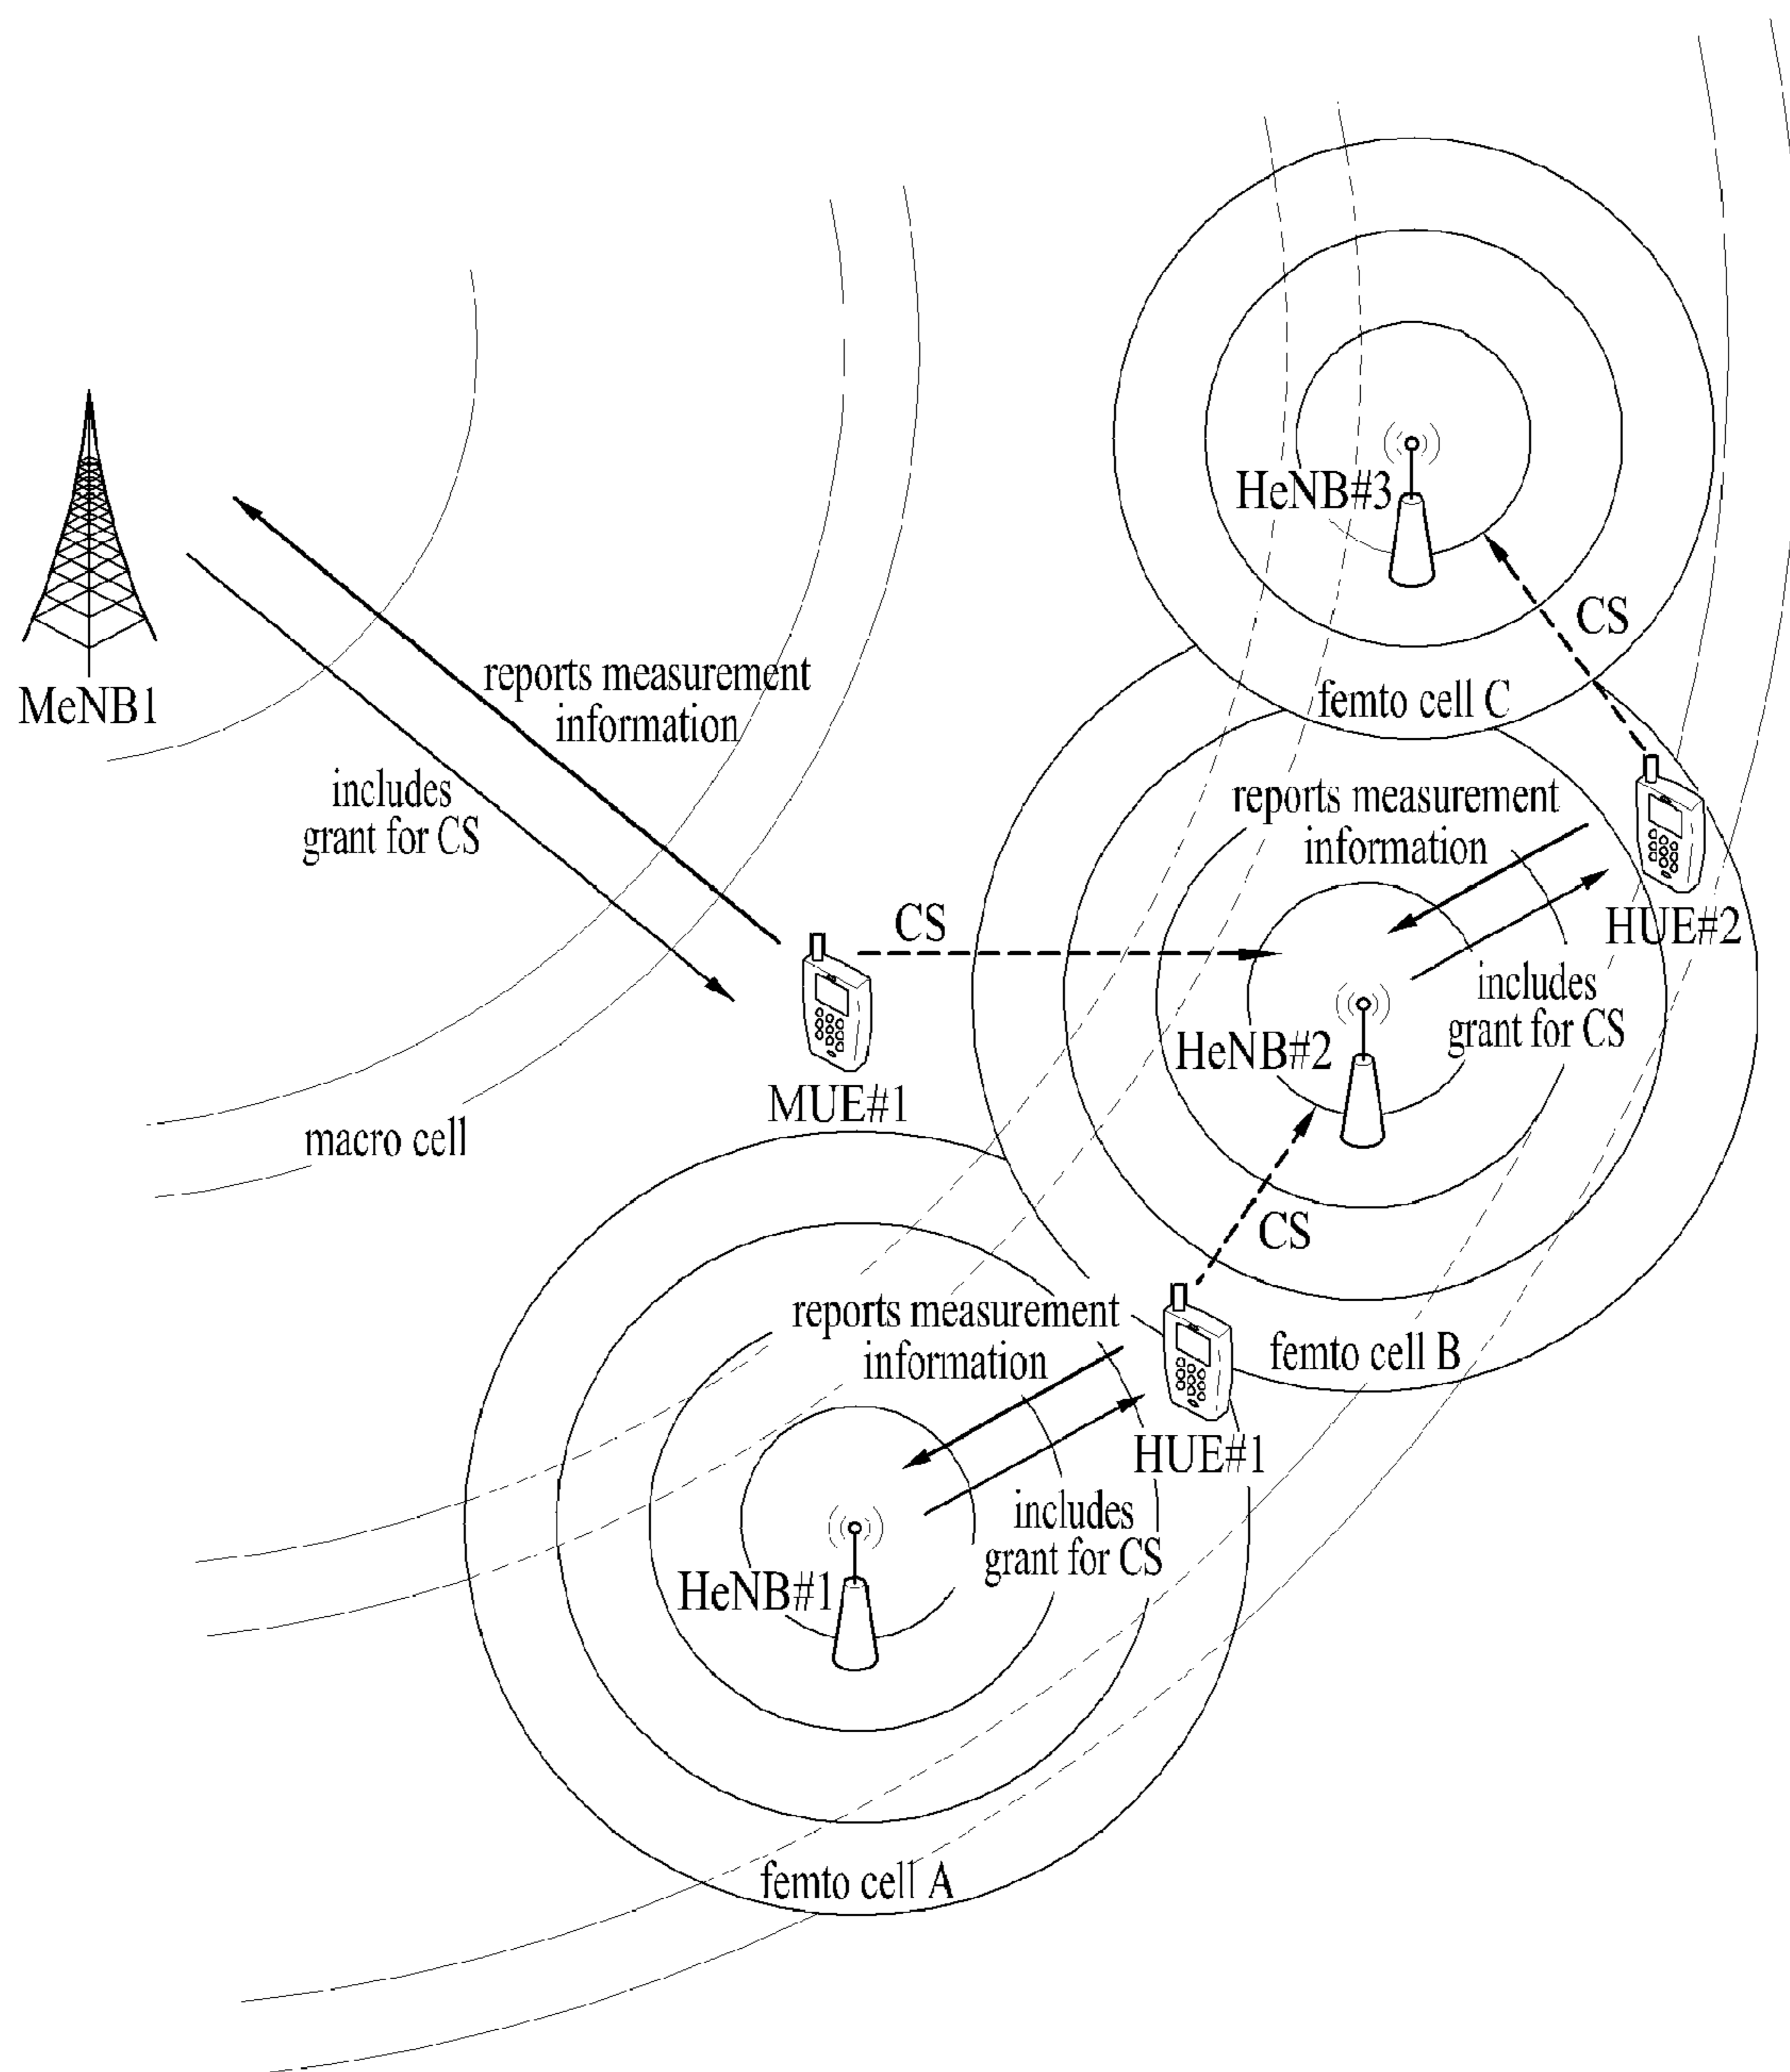 HeNB#3
CS
reports measurement
information
MeNB1
femto cell C
includes
grant for CS
reports measurement
information
CS
HUE#2
includes
grant for CS
HeNB#2
MUE#1
macro cell
CS
reports measurement
information
femto cell B
HUE#1
includes
grant for CS
HeNB#1
femto cell A